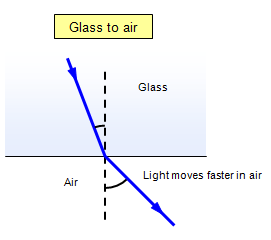 Glass to air
Glass
Air
Light moves faster in air